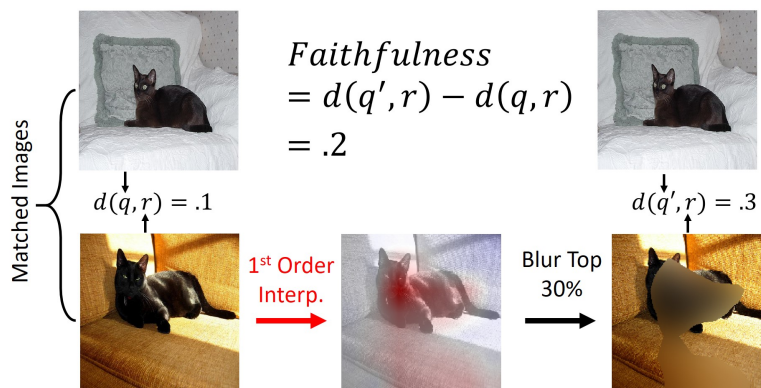 Faithfulness
= d(q′, r) − d(q, r)
= .2
Matched Images
d(q, r) = .1
d(q′, r) = .3
1st Order
Interp.
Blur Top
30%